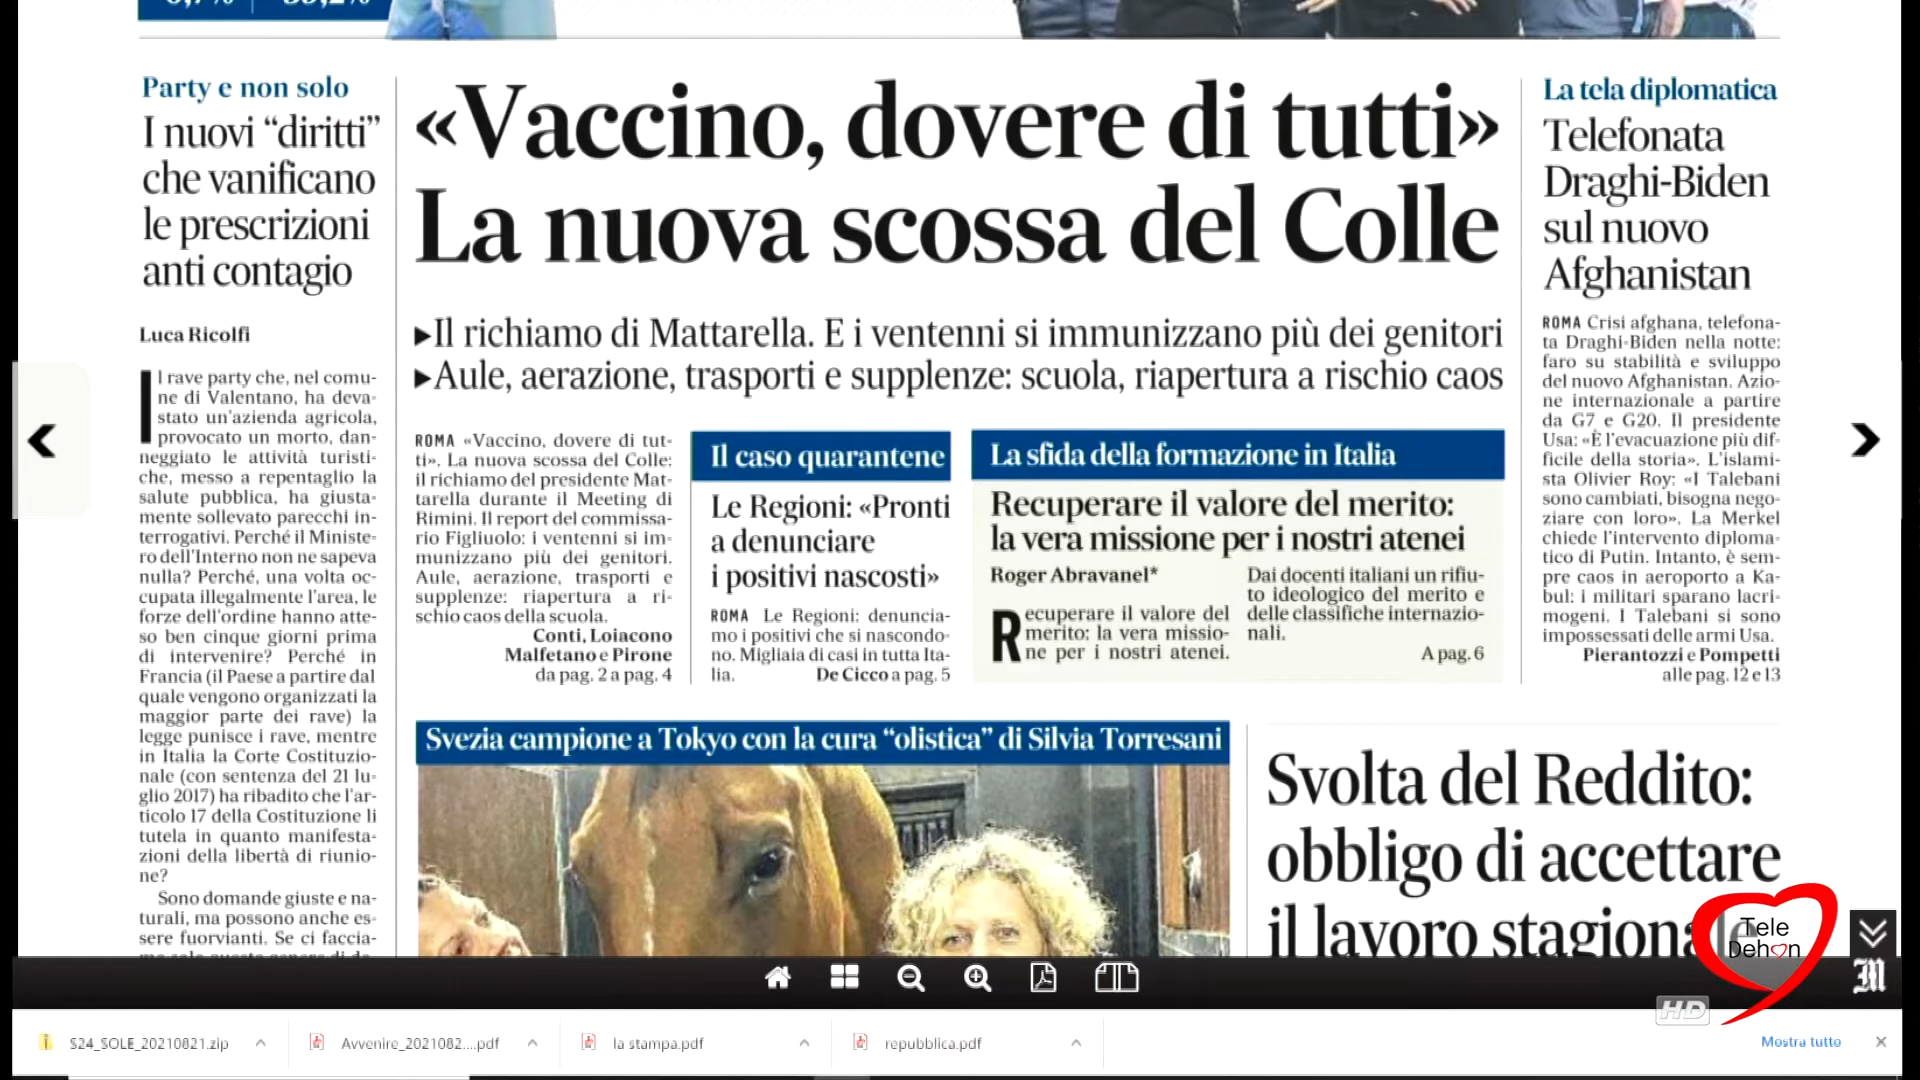 Party e non solo
I nuovi “diritti”
che vanificano
le prescrizioni
anti contagio
Luca Ricolfi
Il rave party che, nel comu-
ne di Valentano, ha deva-
stato un'azienda agricola,
provocato un morto, dan-
neggiato le attività turisti-
che, messo a repentaglio la
salute pubblica, ha giusta-
mente sollevato parecchi in-
terrogativi. Perché il Ministe-
ro dell'Interno non ne sapeva
nulla? Perché, una volta oc-
cupata illegalmente l'area, le
forze dell'ordine hanno atte-
so ben cinque giorni prima
di intervenire? Perché in
Francia (il Paese a partire dal
quale vengono organizzati la
maggior parte dei rave) la
legge punisce i rave, mentre
in Italia la Corte Costituzio-
nale (con sentenza del 21 lu-
glio 2017) ha ribadito che l'ar-
ticolo 17 della Costituzione li
tutela in quanto manifesta-
zioni della libertà di riunio-
ne?
Sono domande giuste e na-
turali, ma possono anche es-
sere fuorvianti. Se ci faccia-
«Vaccino, dovere di tutti»
La nuova scossa del Colle
▸Il richiamo di Mattarella. E i ventenni si immunizzano più dei genitori
▸Aule, aerazione, trasporti e supplenze: scuola, riapertura a rischio caos
ROMA «Vaccino, dovere di tut-
ti». La nuova scossa del Colle:
il richiamo del presidente Mat-
tarella durante il Meeting di
Rimini. Il report del commissa-
rio Figliuolo: i ventenni si im-
munizzano più dei genitori.
Aule, aerazione, trasporti e
supplenze: riapertura a ri-
schio caos della scuola.
Conti, Loiacono
Malfetano e Pirone
da pag. 2 a pag. 4
Il caso quarantene
Le Regioni: «Pronti
a denunciare
i positivi nascosti»
ROMA Le Regioni: denuncia-
mo i positivi che si nascondo-
no. Migliaia di casi in tutta Ita-
lia. De Cicco a pag. 5
La sfida della formazione in Italia
Recuperare il valore del merito:
la vera missione per i nostri atenei
Roger Abravanel*
Recuperare il valore del
merito: la vera missio-
ne per i nostri atenei.
Dai docenti italiani un rifiu-
to ideologico del merito e
delle classifiche internazio-
nali.
A pag. 6
La tela diplomatica
Telefonata
Draghi-Biden
sul nuovo
Afghanistan
ROMA Crisi afghana, telefona-
ta Draghi-Biden nella notte:
faro su stabilità e sviluppo
del nuovo Afghanistan. Azio-
ne internazionale a partire
da G7 e G20. Il presidente
Usa: «È l'evacuazione più dif-
ficile della storia». L'islami-
sta Olivier Roy: «I Talebani
sono cambiati, bisogna nego-
ziare con loro». La Merkel
chiede l'intervento diploma-
tico di Putin. Intanto, è sem-
pre caos in aeroporto a Ka-
bul: i militari sparano lacri-
mogeni. I Talebani si sono
impossessati delle armi Usa.
Pierantozzi e Pompetti
alle pag. 12 e 13
Svezia campione a Tokyo con la cura “olistica” di Silvia Torresani
Svolta del Reddito:
obbligo di accettare
il lavoro stagionale
Tele
Dehon
HD
M
S24_SOLE_20210821.zip
Avvenire_2021082....pdf
la stampa.pdf
repubblica.pdf
Mostra tutto